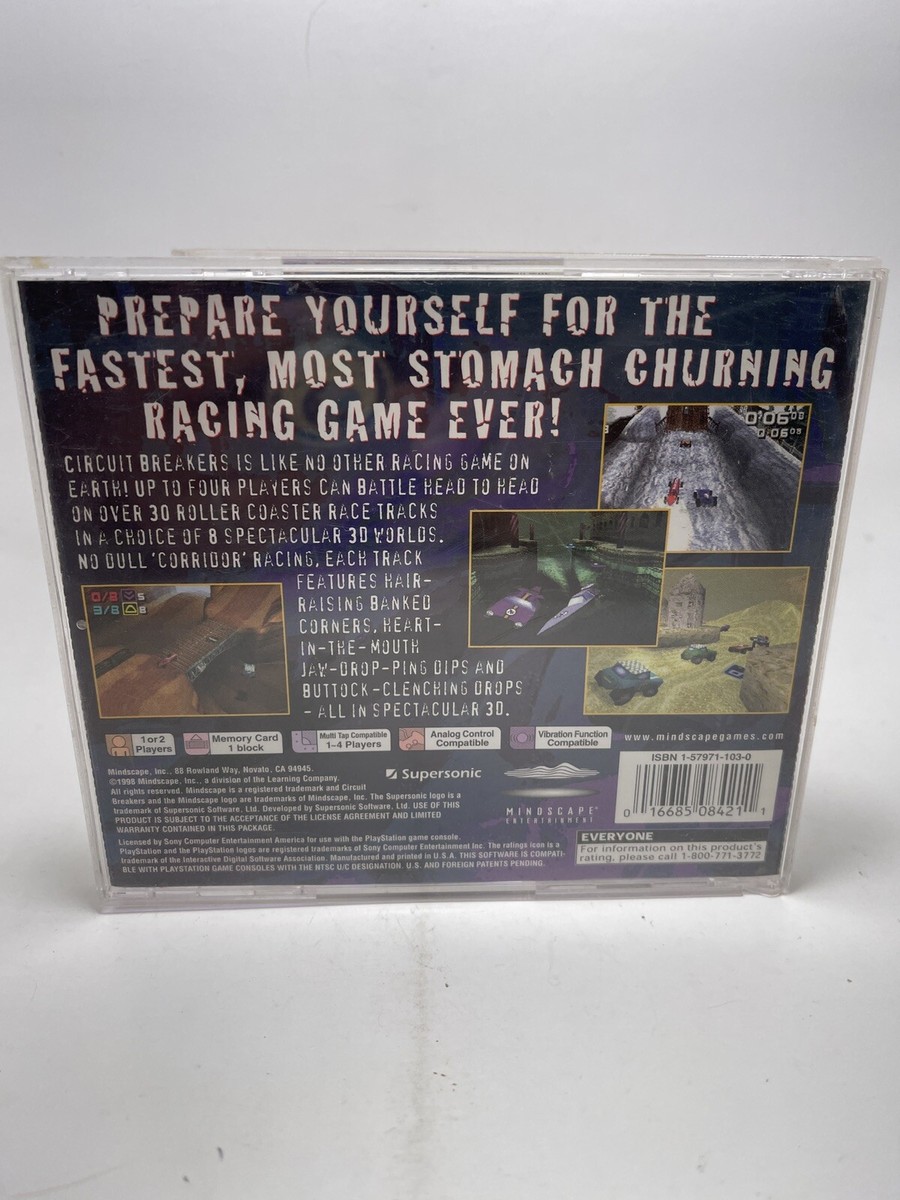 PREPARE YOURSELF FOR THE
FASTEST, MOST STOMACH CHURNING
RACING GAME EVER!
CIRCUIT BREAKERS IS LIKE NO OTHER RACING GAME ON
EARTH! UP TO FOUR PLAYERS CAN BATTLE HEAD TO HEAD
ON OVER 30 ROLLER COASTER RACE TRACKS
IN A CHOICE OF 8 SPECTACULAR 3D WORLDS.
NO DULL 'CORRIDOR' RACING, EACH TRACK
FEATURES HAIR-
RAISING BANKED
CORNERS, HEART-
IN-THE-MOUTH
JAW-DROP-PING DIPS AND
BUTTOCK-CLENCHING DROPS
- ALL IN SPECTACULAR 3D.
0'06"
0'06
0/8 5
3/8 8
1 or 2
Players
Memory Card
1 block
Multi Tap Compatible
1-4 Players
Analog Control
Compatible
Vibration Function
Compatible
www.mindscapegames.com
Mindscape, Inc., 88 Rowland Way, Novato, CA 94945.
©1998 Mindscape, Inc., a division of the Learning Company.
All rights reserved. Mindscape is a registered trademark and Circuit
Breakers and the Mindscape logo are trademarks of Mindscape, Inc. The Supersonic logo is a
trademark of Supersonic Software, Ltd. Developed by Supersonic Software, Ltd. USE OF THIS
PRODUCT IS SUBJECT TO THE ACCEPTANCE OF THE LICENSE AGREEMENT AND LIMITED
WARRANTY CONTAINED IN THIS PACKAGE.
Licensed by Sony Computer Entertainment America for use with the PlayStation game console.
PlayStation and the PlayStation logo are registered trademarks of Sony Computer Entertainment Inc. The ratings icon is a
trademark of the Interactive Digital Software Association. Manufactured and printed in U.S.A. THIS SOFTWARE IS COMPATI-
BLE WITH PLAYSTATION GAME CONSOLES WITH THE NTSC U/C DESIGNATION. U.S. AND FOREIGN PATENTS PENDING.
Supersonic
MINDSCAPE®
ENTERTAINMENT
ISBN 1-57971-103-0
0 16685 08421 1
EVERYONE
For information on this product's
rating, please call 1-800-771-3772